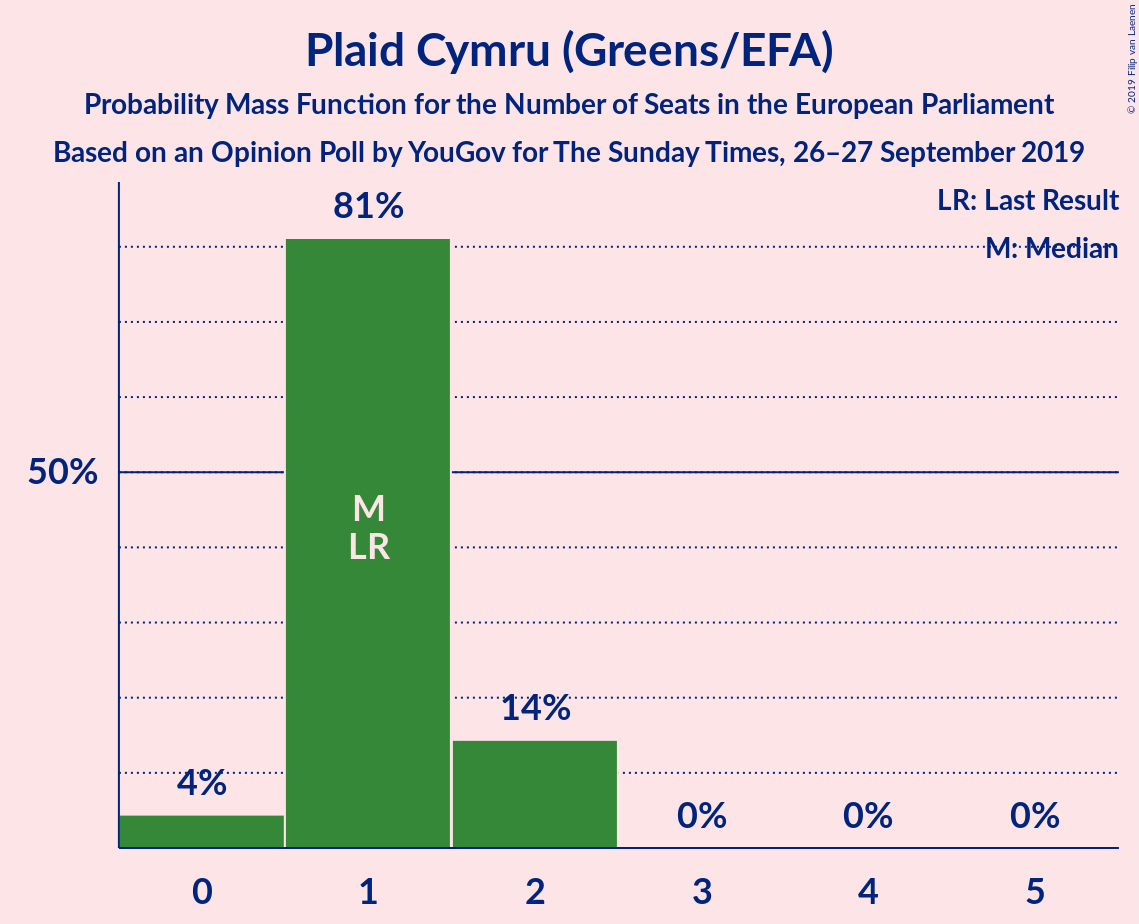 Plaid Cymru (Greens/EFA)
Probability Mass Function for the Number of Seats in the European Parliament
Based on an Opinion Poll by YouGov for The Sunday Times, 26–27 September 2019
© 2019 Filip van Laenen
LR: Last Result
M: Median
81%
50%
M
LR
14%
4%
0%
0%
0%
0
1
2
3
4
5